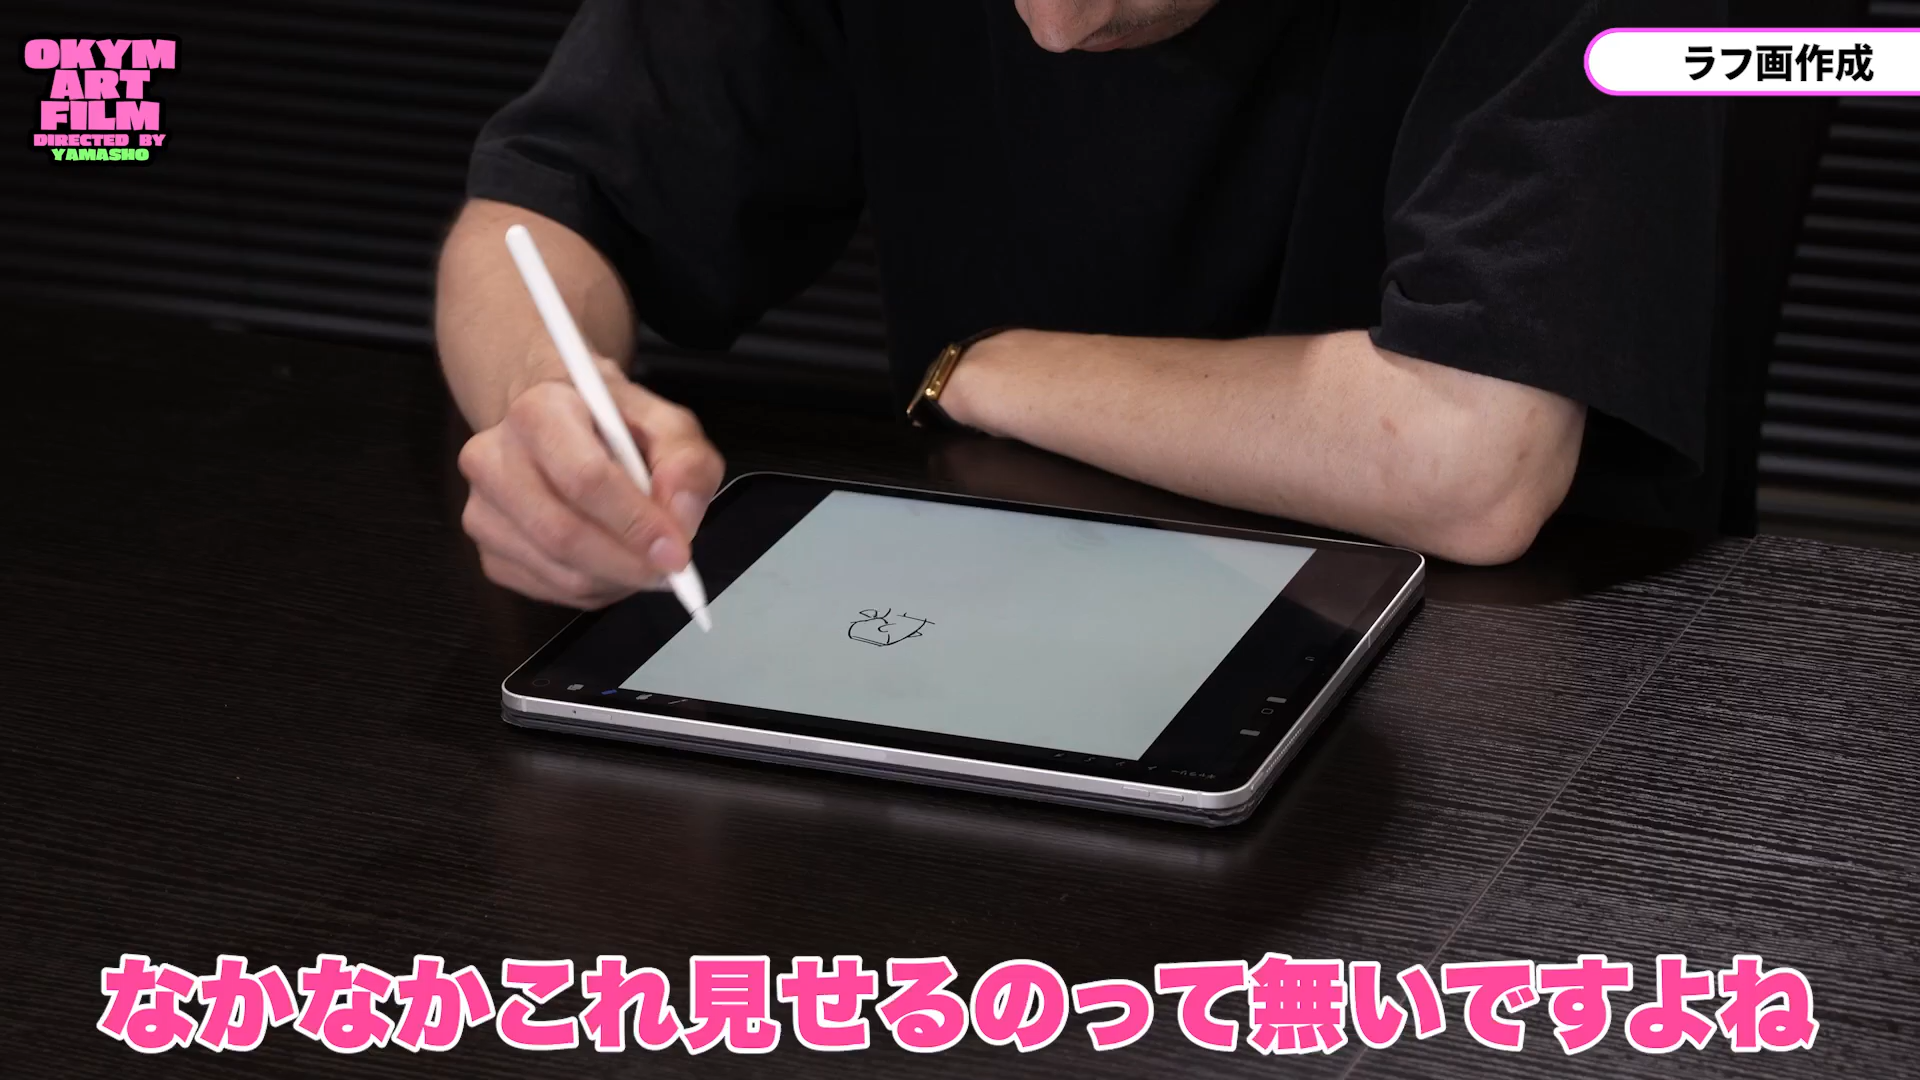 OKYM
ART
FILM
DIRECTED BY
YAMASHO
ラフ画作成
なかなかこれ見せるのって無いですよね